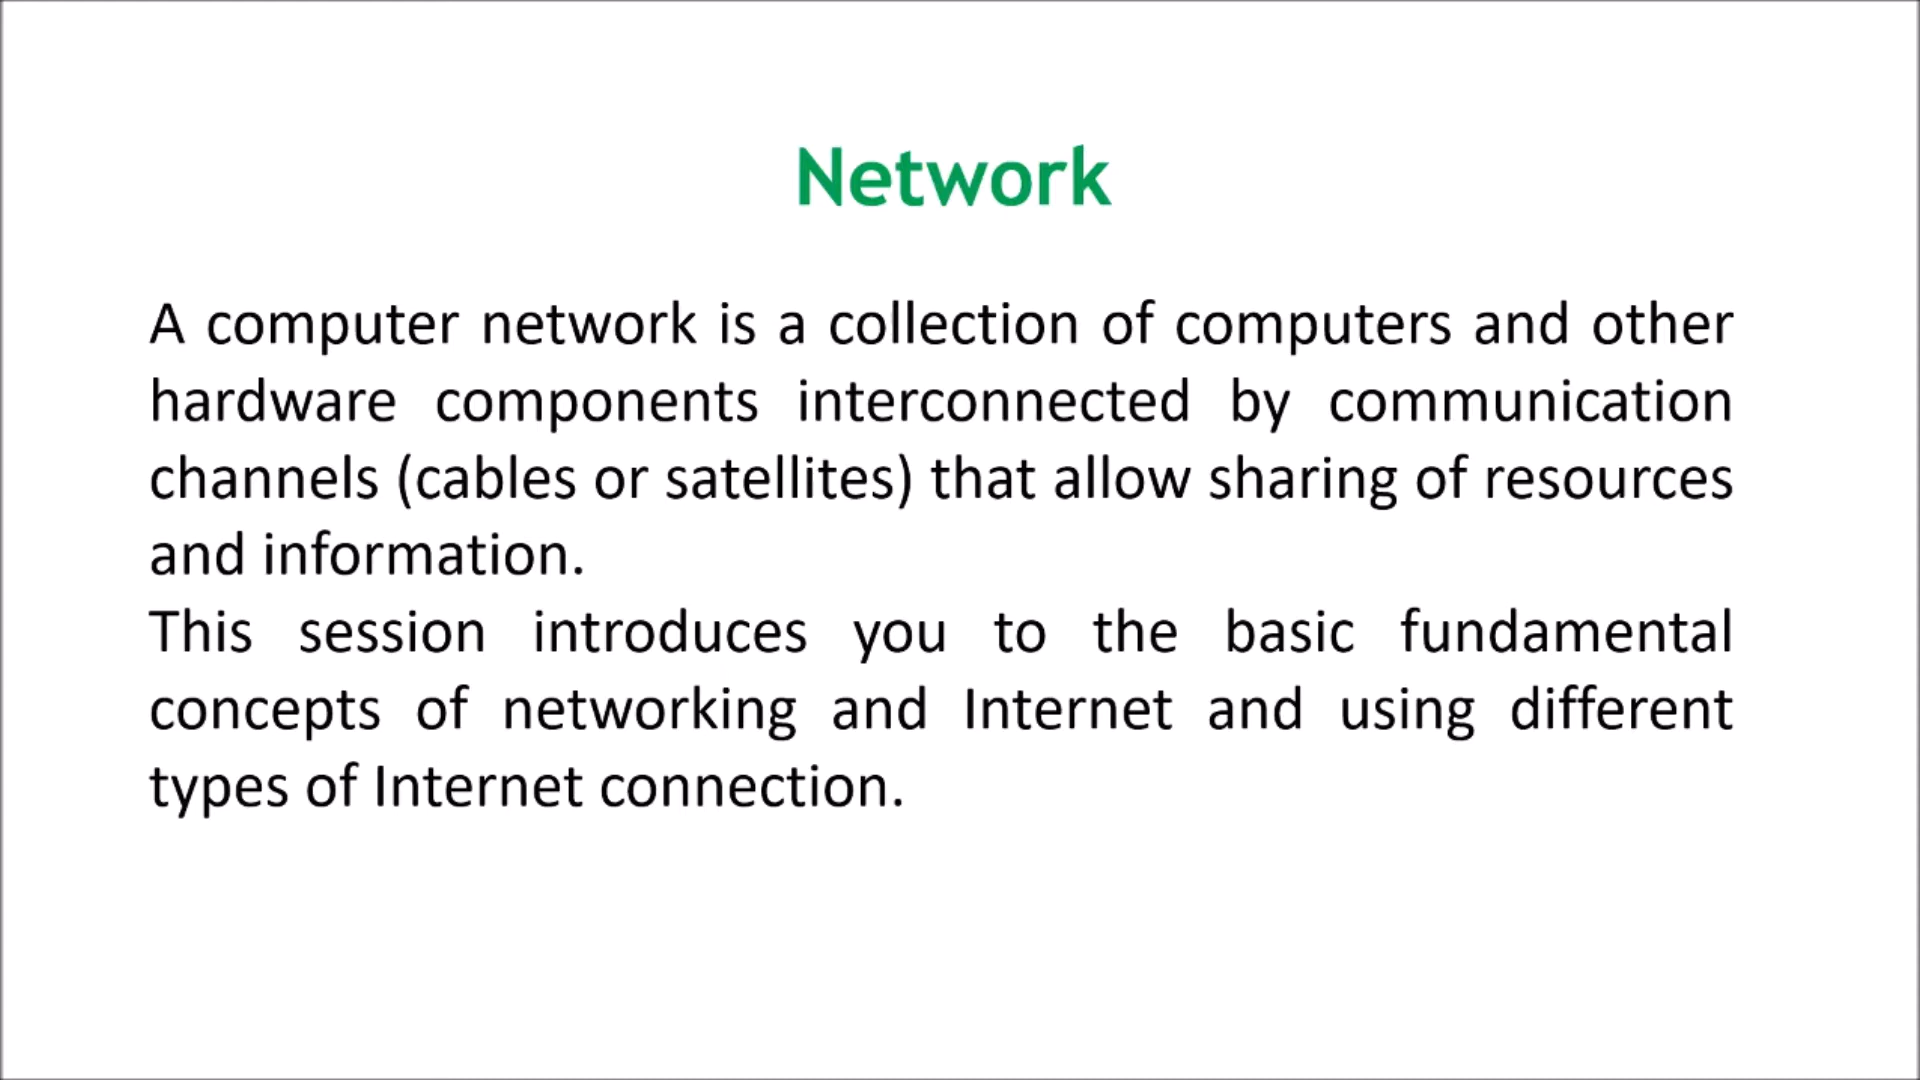 Network
A computer network is a collection of computers and other
hardware components interconnected by communication
channels (cables or satellites) that allow sharing of resources
and information.
This session introduces you to the basic fundamental
concepts of networking and Internet and using different
types of Internet connection.